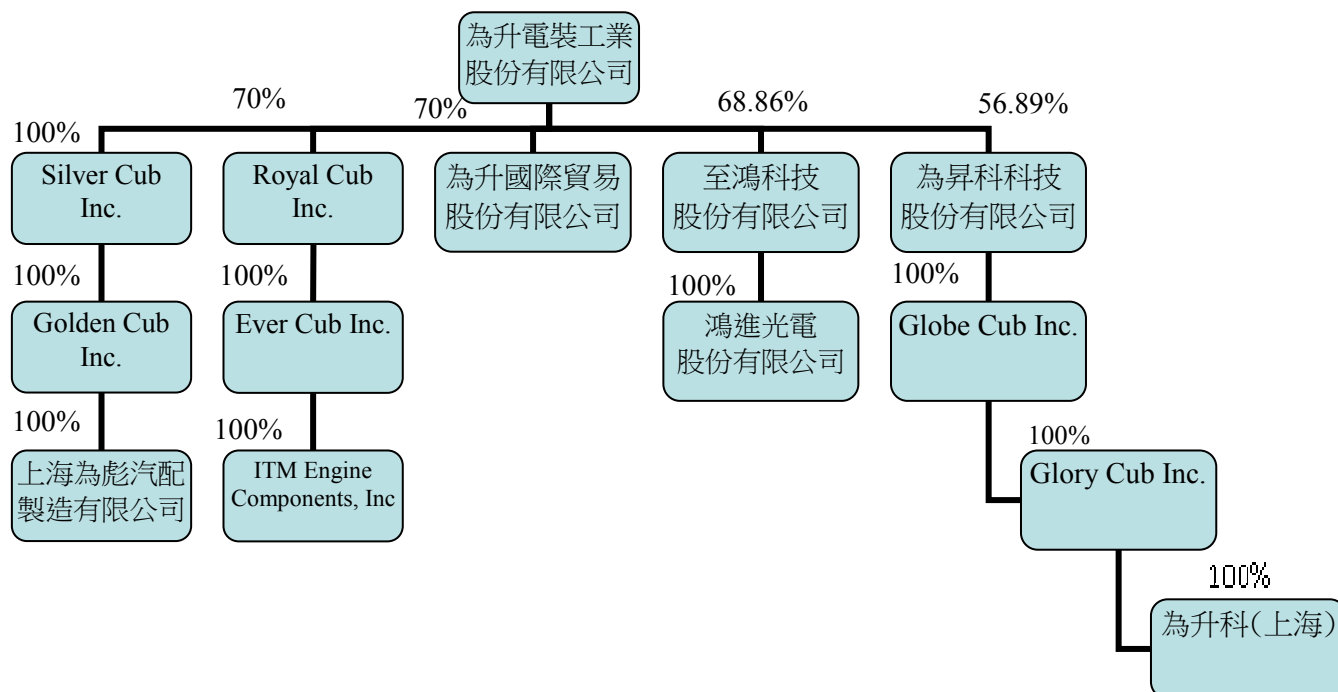 為升電裝工業
股份有限公司
100%
70%
70%
68.86%
56.89%
Silver Cub
Inc.
Royal Cub
Inc.
為升國際貿易
股份有限公司
至鴻科技
股份有限公司
為昇科科技
股份有限公司
100%
100%
100%
100%
Golden Cub
Inc.
Ever Cub Inc.
鴻進光電
股份有限公司
Globe Cub Inc.
100%
100%
100%
上海為彪汽配
製造有限公司
ITM Engine
Components, Inc
Glory Cub Inc.
100%
為升科(上海)